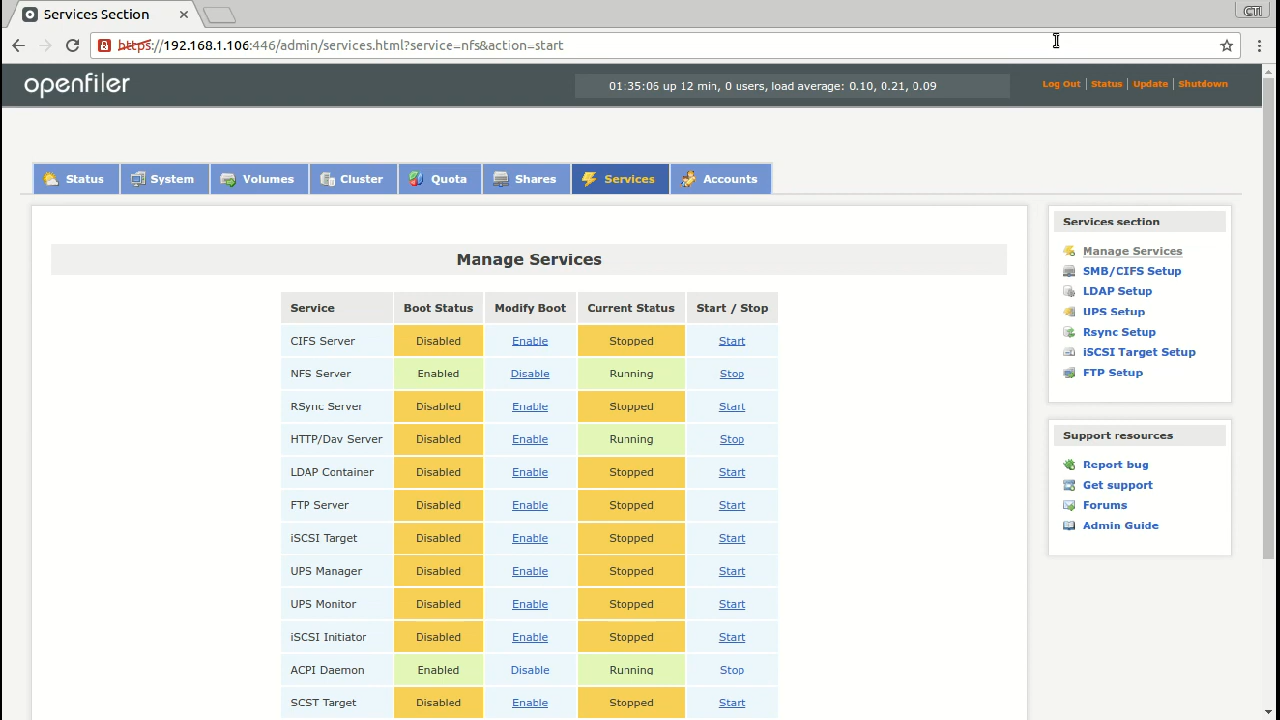 Services Section
CTI
https://192.168.1.106:446/admin/services.html?service=nfs&action=start
openfiler
01:35:06 up 12 min, 0 users, load average: 0.10, 0.21, 0.09
Log Out Status Update Shutdown
Status System Volumes Cluster Quota Shares Services Accounts
Manage Services
Service Boot Status Modify Boot Current Status Start / Stop
CIFS Server Disabled Enable Stopped Start
NFS Server Enabled Disable Running Stop
RSync Server Disabled Enable Stopped Start
HTTP/Dav Server Disabled Enable Running Stop
LDAP Container Disabled Enable Stopped Start
FTP Server Disabled Enable Stopped Start
iSCSI Target Disabled Enable Stopped Start
UPS Manager Disabled Enable Stopped Start
UPS Monitor Disabled Enable Stopped Start
iSCSI Initiator Disabled Enable Stopped Start
ACPI Daemon Enabled Disable Running Stop
SCST Target Disabled Enable Stopped Start
Services section
Manage Services
SMB/CIFS Setup
LDAP Setup
UPS Setup
Rsync Setup
iSCSI Target Setup
FTP Setup
Support resources
Report bug
Get support
Forums
Admin Guide